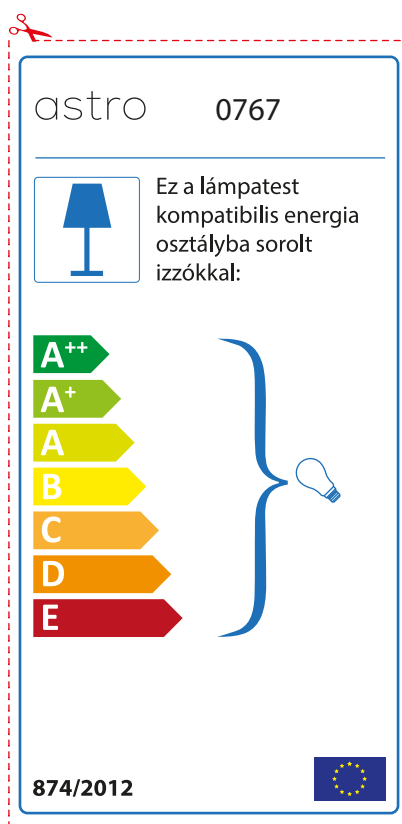 astro 0767
Ez a lámpatest
kompatibilis energia
osztályba sorolt
izzókkal:
A++
A+
A
B
C
D
E
874/2012